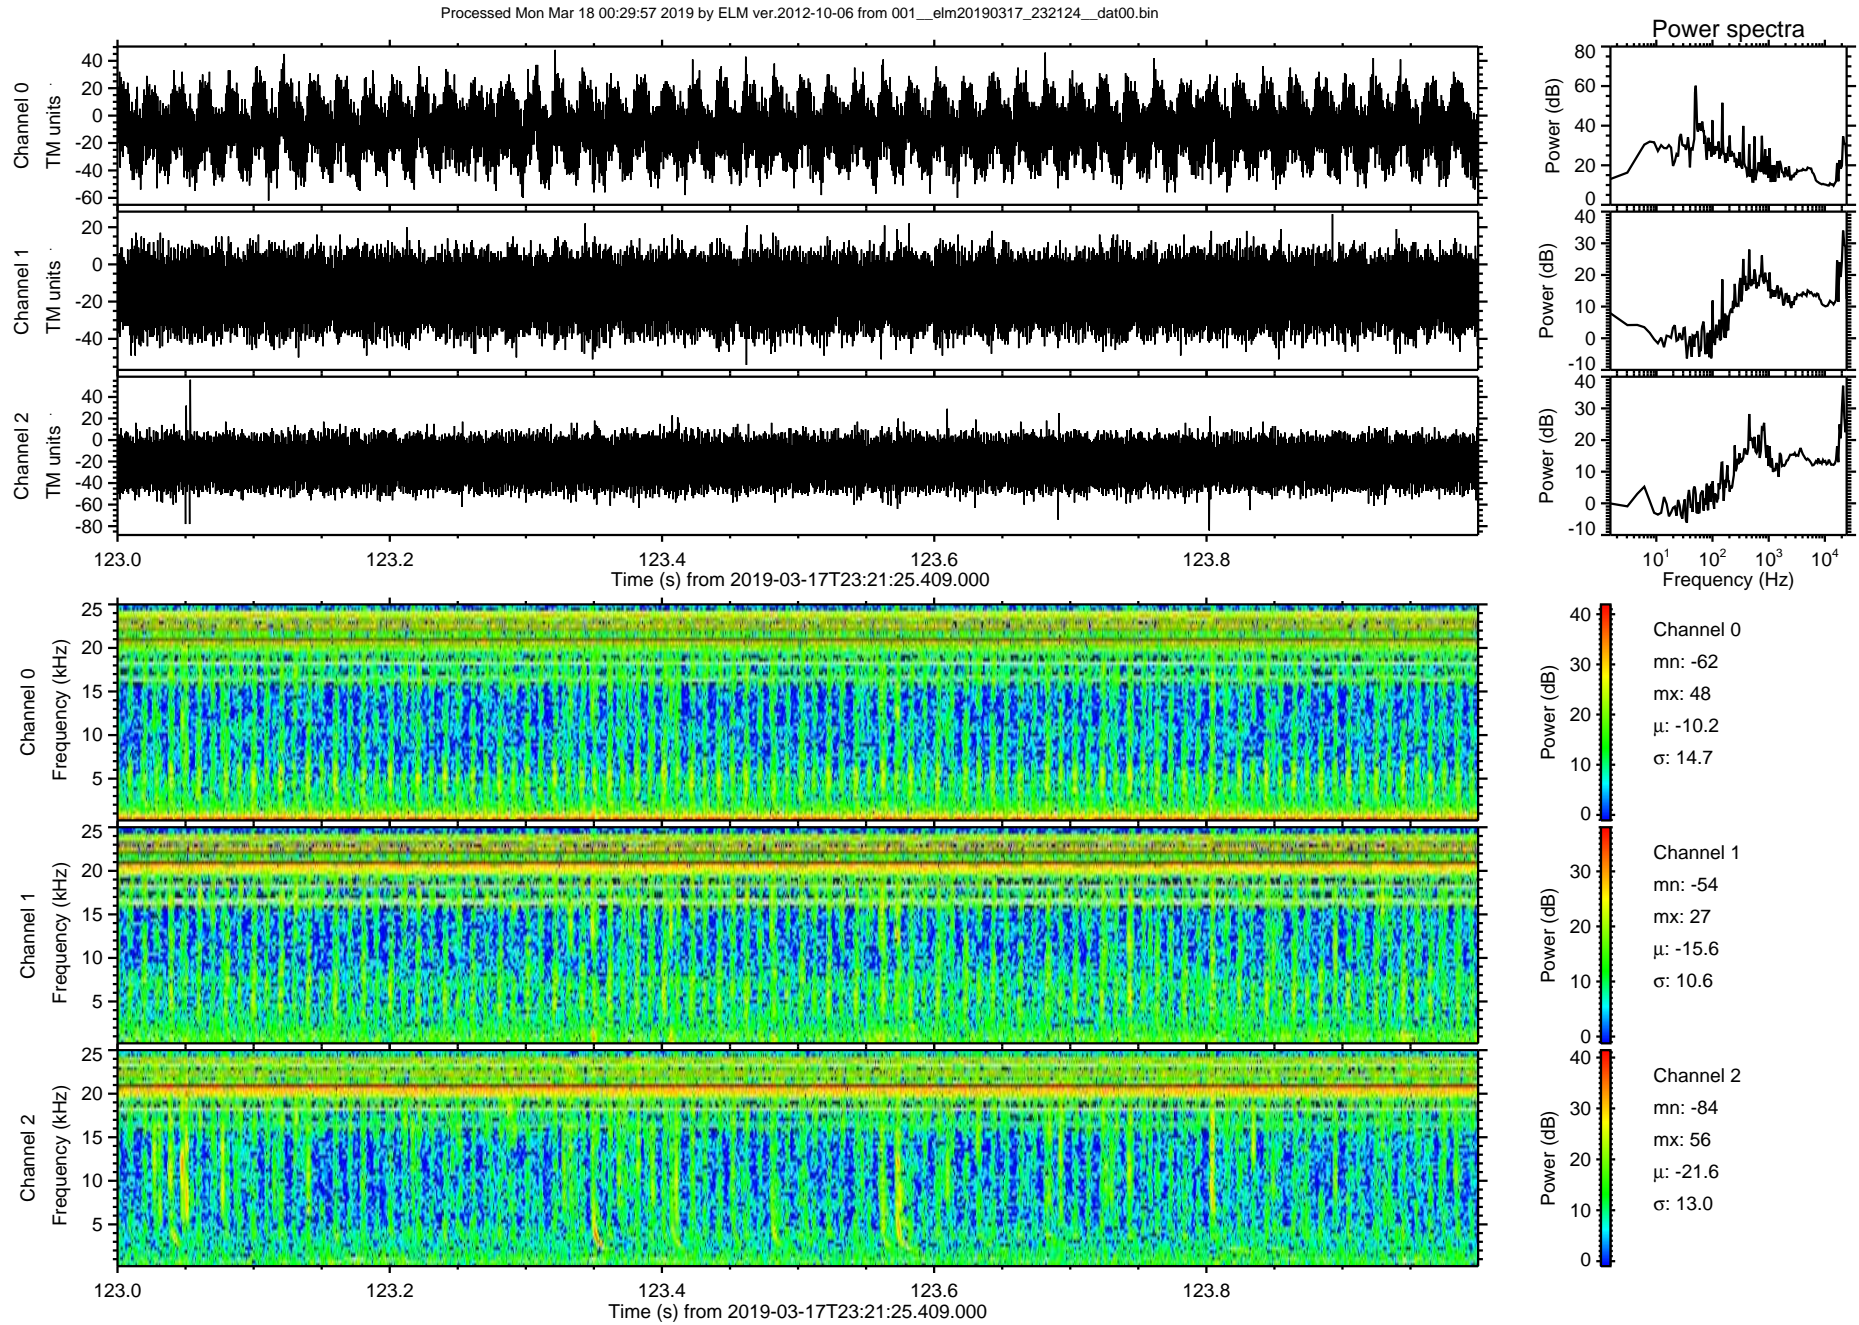 Processed Mon Mar 18 00:29:57 2019 by ELM ver.2012-10-06 from 001__elm20190317_232124__dat00.bin
Power spectra
Channel 0
TM units
40
20
0
-20
-40
-60
Power (dB)
80
60
40
20
0
Channel 1
TM units
20
0
-20
-40
Power (dB)
40
30
20
10
0
-10
Channel 2
TM units
40
20
0
-20
-40
-60
-80
Power (dB)
40
30
20
10
0
-10
123.0 123.2 123.4 123.6 123.8
Time (s) from 2019-03-17T23:21:25.409.000
10^1 10^2 10^3 10^4
Frequency (Hz)
Channel 0
Frequency (kHz)
25
20
15
10
5
Power (dB)
40
30
20
10
0
Channel 0
mn: -62
mx: 48
µ: -10.2
σ: 14.7
Channel 1
Frequency (kHz)
25
20
15
10
5
Power (dB)
30
20
10
0
Channel 1
mn: -54
mx: 27
µ: -15.6
σ: 10.6
Channel 2
Frequency (kHz)
25
20
15
10
5
Power (dB)
40
30
20
10
0
Channel 2
mn: -84
mx: 56
µ: -21.6
σ: 13.0
123.0 123.2 123.4 123.6 123.8
Time (s) from 2019-03-17T23:21:25.409.000